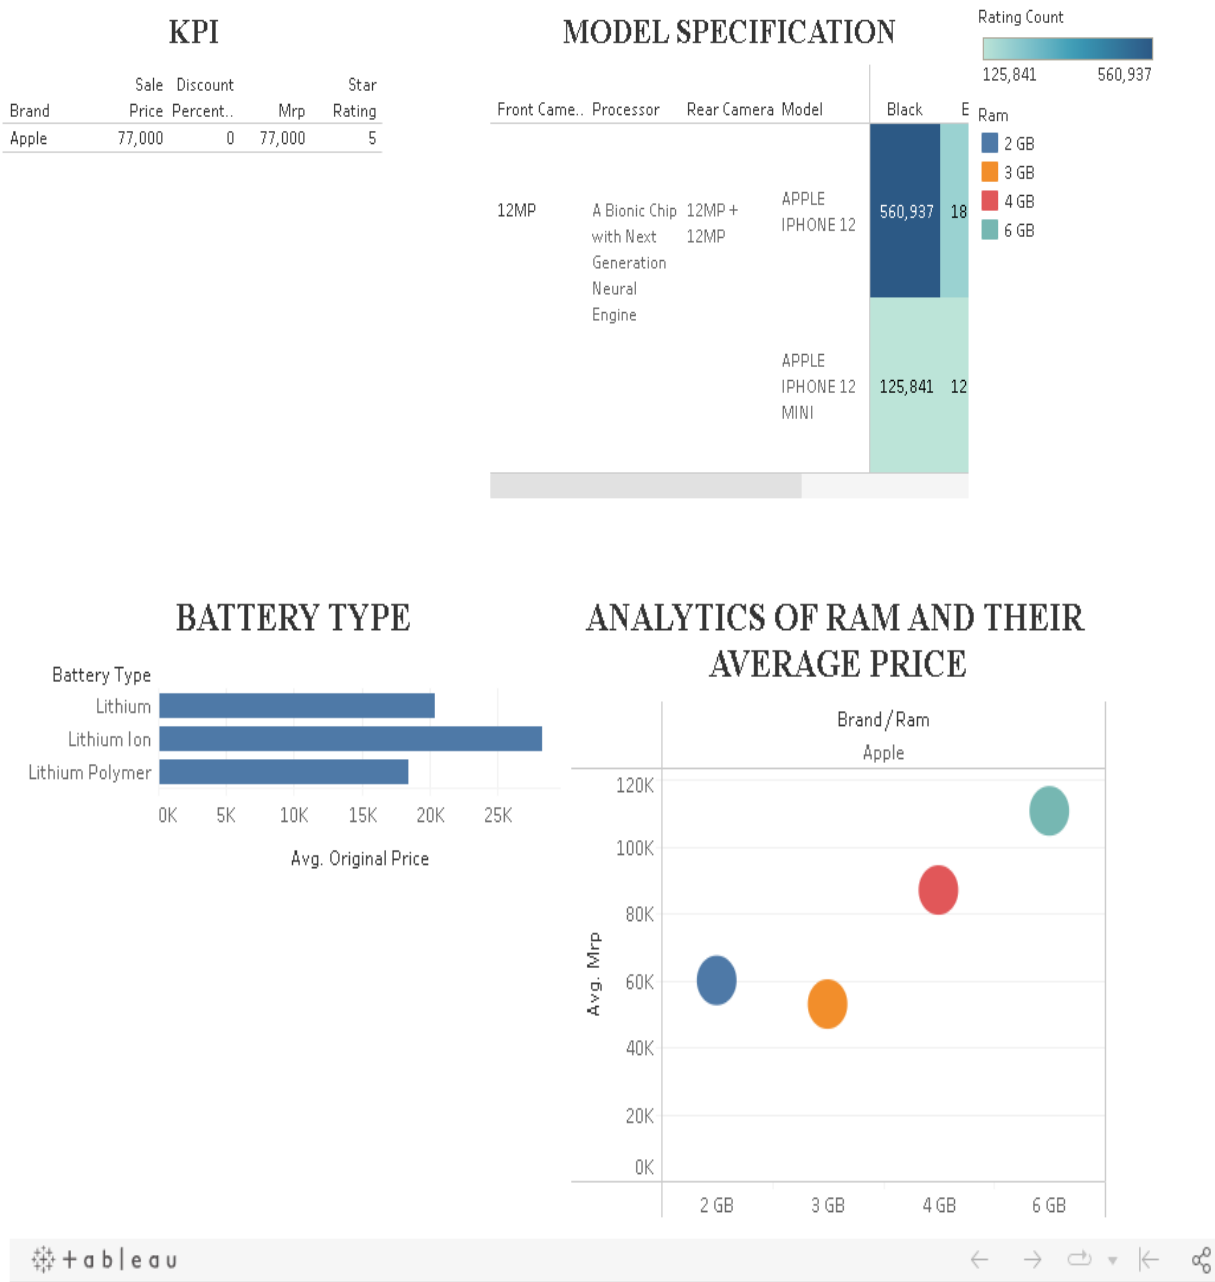 KPI
Sale Discount Star
Brand Price Percent.. Mrp Rating
Apple 77,000 0 77,000 5
MODEL SPECIFICATION
Front Came.. Processor Rear Camera Model Black E
12MP
A Bionic Chip
with Next
Generation
Neural
Engine
12MP +
12MP
APPLE
IPHONE 12
560,937 18
APPLE
IPHONE 12
MINI
125,841 12
Rating Count
125,841 560,937
Ram
2 GB
3 GB
4 GB
6 GB
BATTERY TYPE
Battery Type
Lithium
Lithium Ion
Lithium Polymer
0K 5K 10K 15K 20K 25K
Avg. Original Price
ANALYTICS OF RAM AND THEIR
AVERAGE PRICE
Brand / Ram
Apple
120K
100K
80K
60K
40K
20K
0K
Avg. Mrp
2 GB 3 GB 4 GB 6 GB
+ a b l e a u